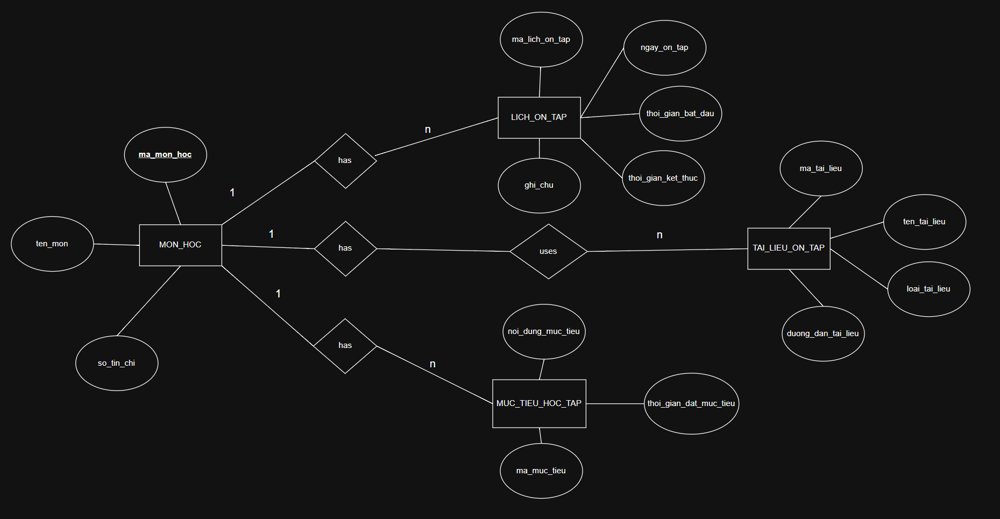 ma_lich_on_tap
ngay_on_tap
thoi_gian_bat_dau
LICH_ON_TAP
n
ma_mon_hoc
has
thoi_gian_ket_thuc
ghi_chu
ma_tai_lieu
1
ten_tai_lieu
1
n
ten_mon
MON_HOC
has
uses
TAI_LIEU_ON_TAP
loai_tai_lieu
1
noi_dung_muc_tieu
duong_dan_tai_lieu
has
so_tin_chi
n
MUC_TIEU_HOC_TAP
thoi_gian_dat_muc_tieu
ma_muc_tieu